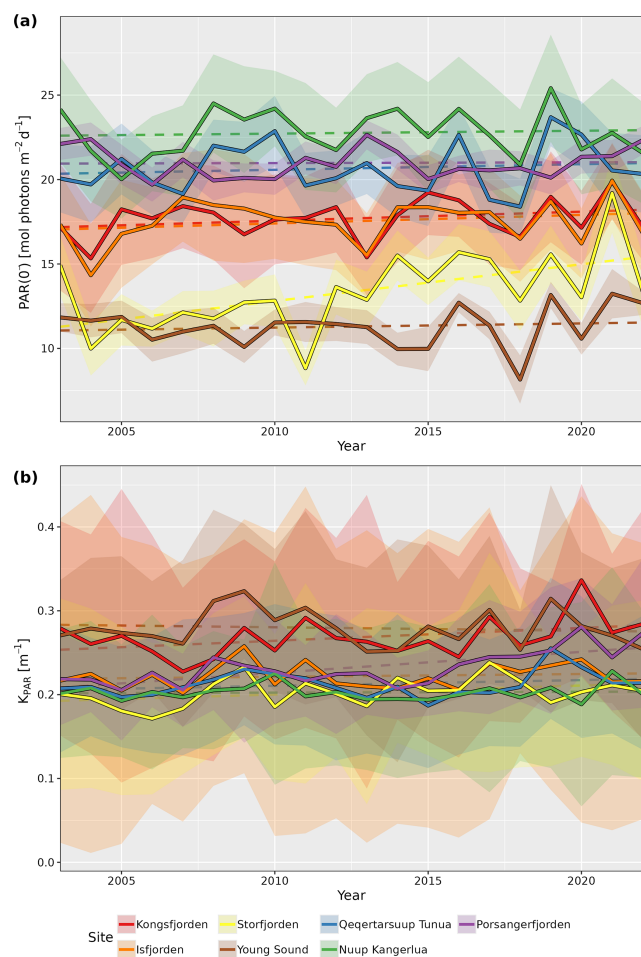 (a)
25
20
15
10
PAR(0⁻) [mol photons m⁻² d⁻¹]
2005
2010
2015
2020
Year
(b)
0.4
0.3
0.2
0.1
0.0
K_PAR [m⁻¹]
2005
2010
2015
2020
Year
Site
Kongsfjorden
Storfjorden
Qeqertarsuup Tunua
Porsangerfjorden
Isfjorden
Young Sound
Nuup Kangerlua